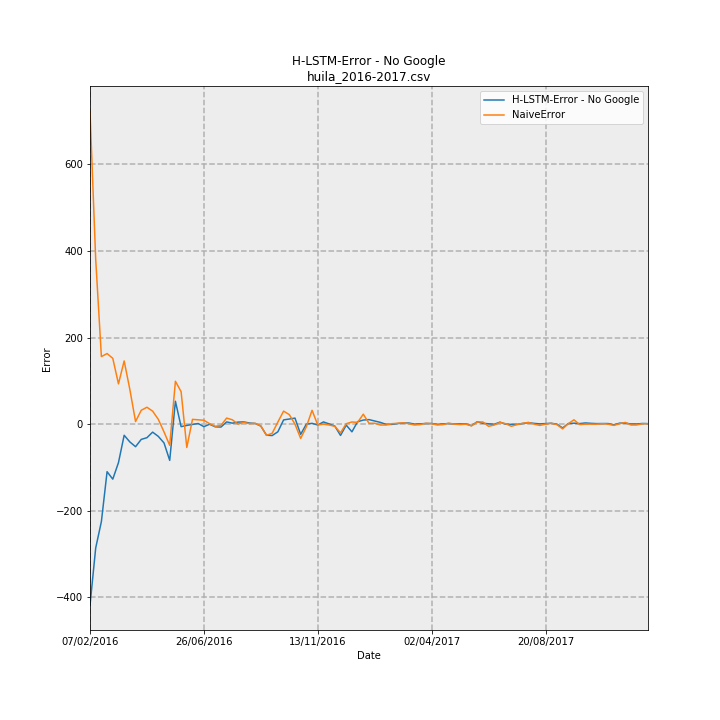 H-LSTM-Error - No Google
huila_2016-2017.csv
H-LSTM-Error - No Google
NaiveError
600
400
200
0
−200
−400
Error
07/02/2016 26/06/2016 13/11/2016 02/04/2017 20/08/2017
Date